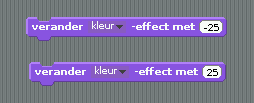 verander kleur -effect met -25
verander kleur -effect met 25